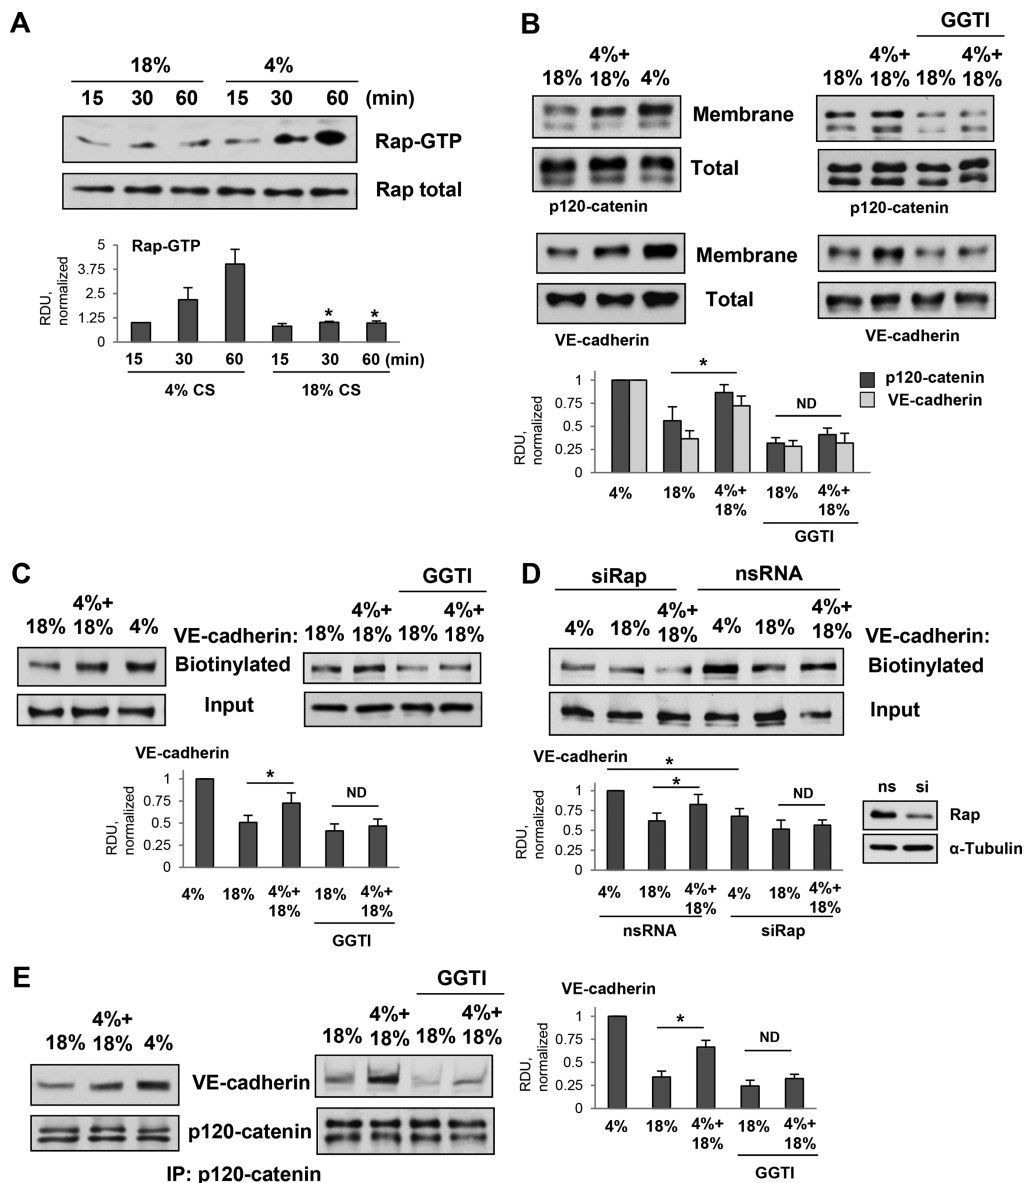 A
18% 4%
15 30 60 15 30 60 (min)
Rap-GTP
Rap total
Rap-GTP
RDU, normalized
5
3.75
2.5
1.25
0
* *
15 30 60 15 30 60 (min)
4% CS 18% CS
B
GGTI
18% 4%+ 18% 4%
18% 4%+ 18% 18% 4%+ 18%
Membrane
Total
p120-catenin p120-catenin
Membrane
Total
VE-cadherin VE-cadherin
p120-catenin
VE-cadherin
RDU, normalized
1
0.75
0.5
0.25
0
*
ND
4% 18% 4%+ 18% 18% 4%+ 18%
GGTI
C
GGTI
18% 4%+ 18% 4%
VE-cadherin:
18% 4%+ 18% 18% 4%+ 18%
Biotinylated
Input
VE-cadherin
RDU, normalized
1
0.75
0.5
0.25
0
*
ND
4% 18% 4%+ 18% 18% 4%+ 18%
GGTI
D
siRap nsRNA
4% 18% 4%+ 18% 4% 18% 4%+ 18%
VE-cadherin:
Biotinylated
Input
VE-cadherin
RDU, normalized
1
0.75
0.5
0.25
0
*
*
ND
4% 18% 4%+ 18% 4% 18% 4%+ 18%
nsRNA siRap
ns si
Rap
α-Tubulin
E
GGTI
18% 4%+ 18% 4%
18% 4%+ 18% 18% 4%+ 18%
VE-cadherin
p120-catenin
IP: p120-catenin
VE-cadherin
RDU, normalized
1
0.75
0.5
0.25
0
*
ND
4% 18% 4%+ 18% 18% 4%+ 18%
GGTI